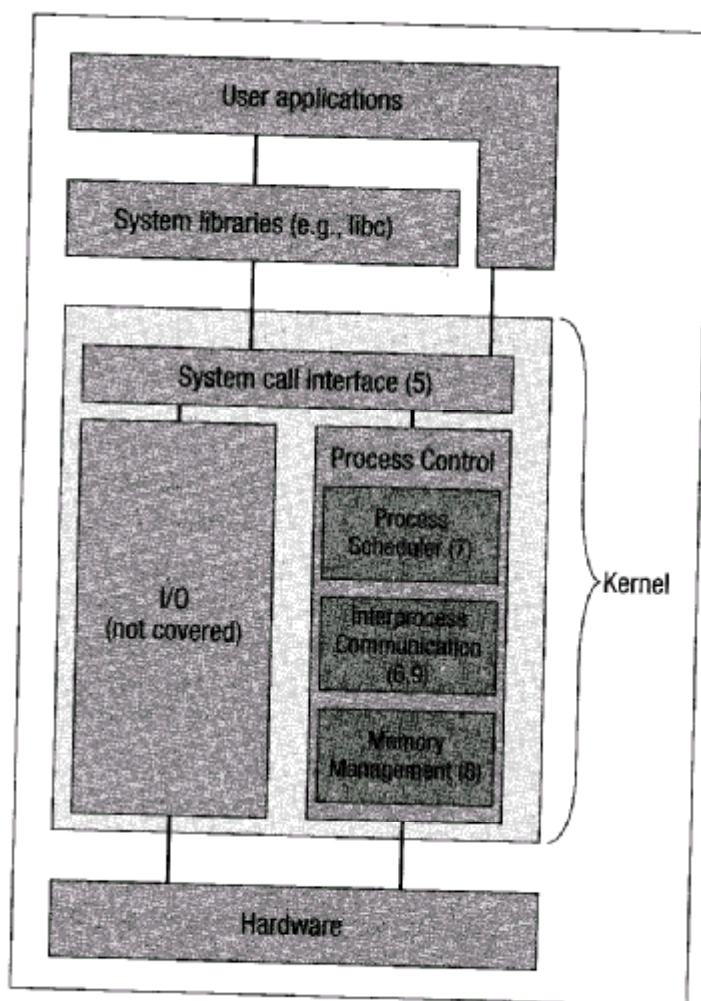 User applications
System libraries (e.g., libc)
System call interface (5)
Process Control
Process
Scheduler (7)
I/O
(not covered)
Interprocess
Communication
(6,9)
Memory
Management (8)
Kernel
Hardware